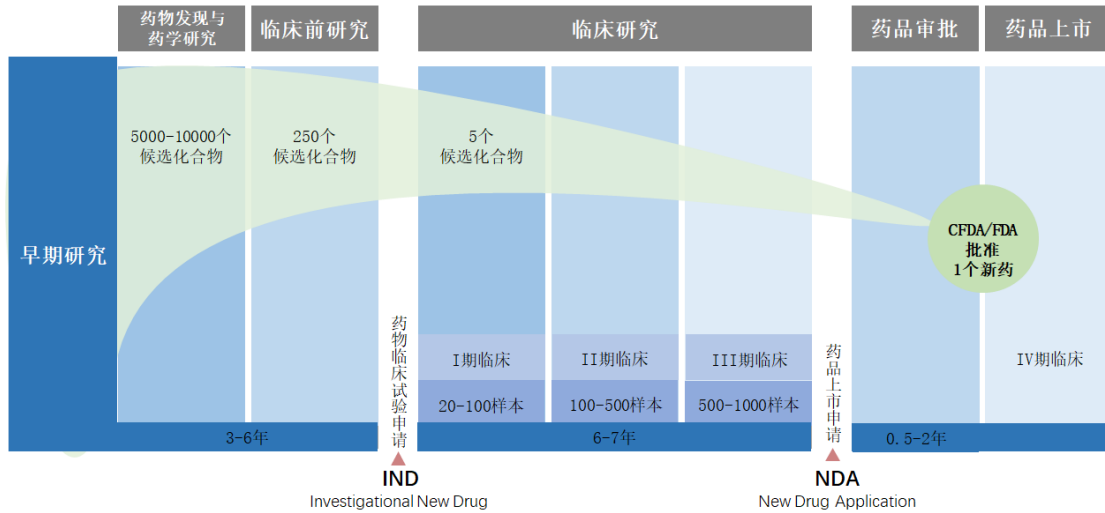 药物发现与
药学研究
临床前研究
临床研究
药品审批
药品上市
早期研究
5000-10000个
候选化合物
250个
候选化合物
5个
候选化合物
CFDA/FDA
批准
1个新药
药物临床试验申请
药品上市申请
I期临床
II期临床
III期临床
IV期临床
20-100样本
100-500样本
500-1000样本
3-6年
6-7年
0.5-2年
IND
Investigational New Drug
NDA
New Drug Application